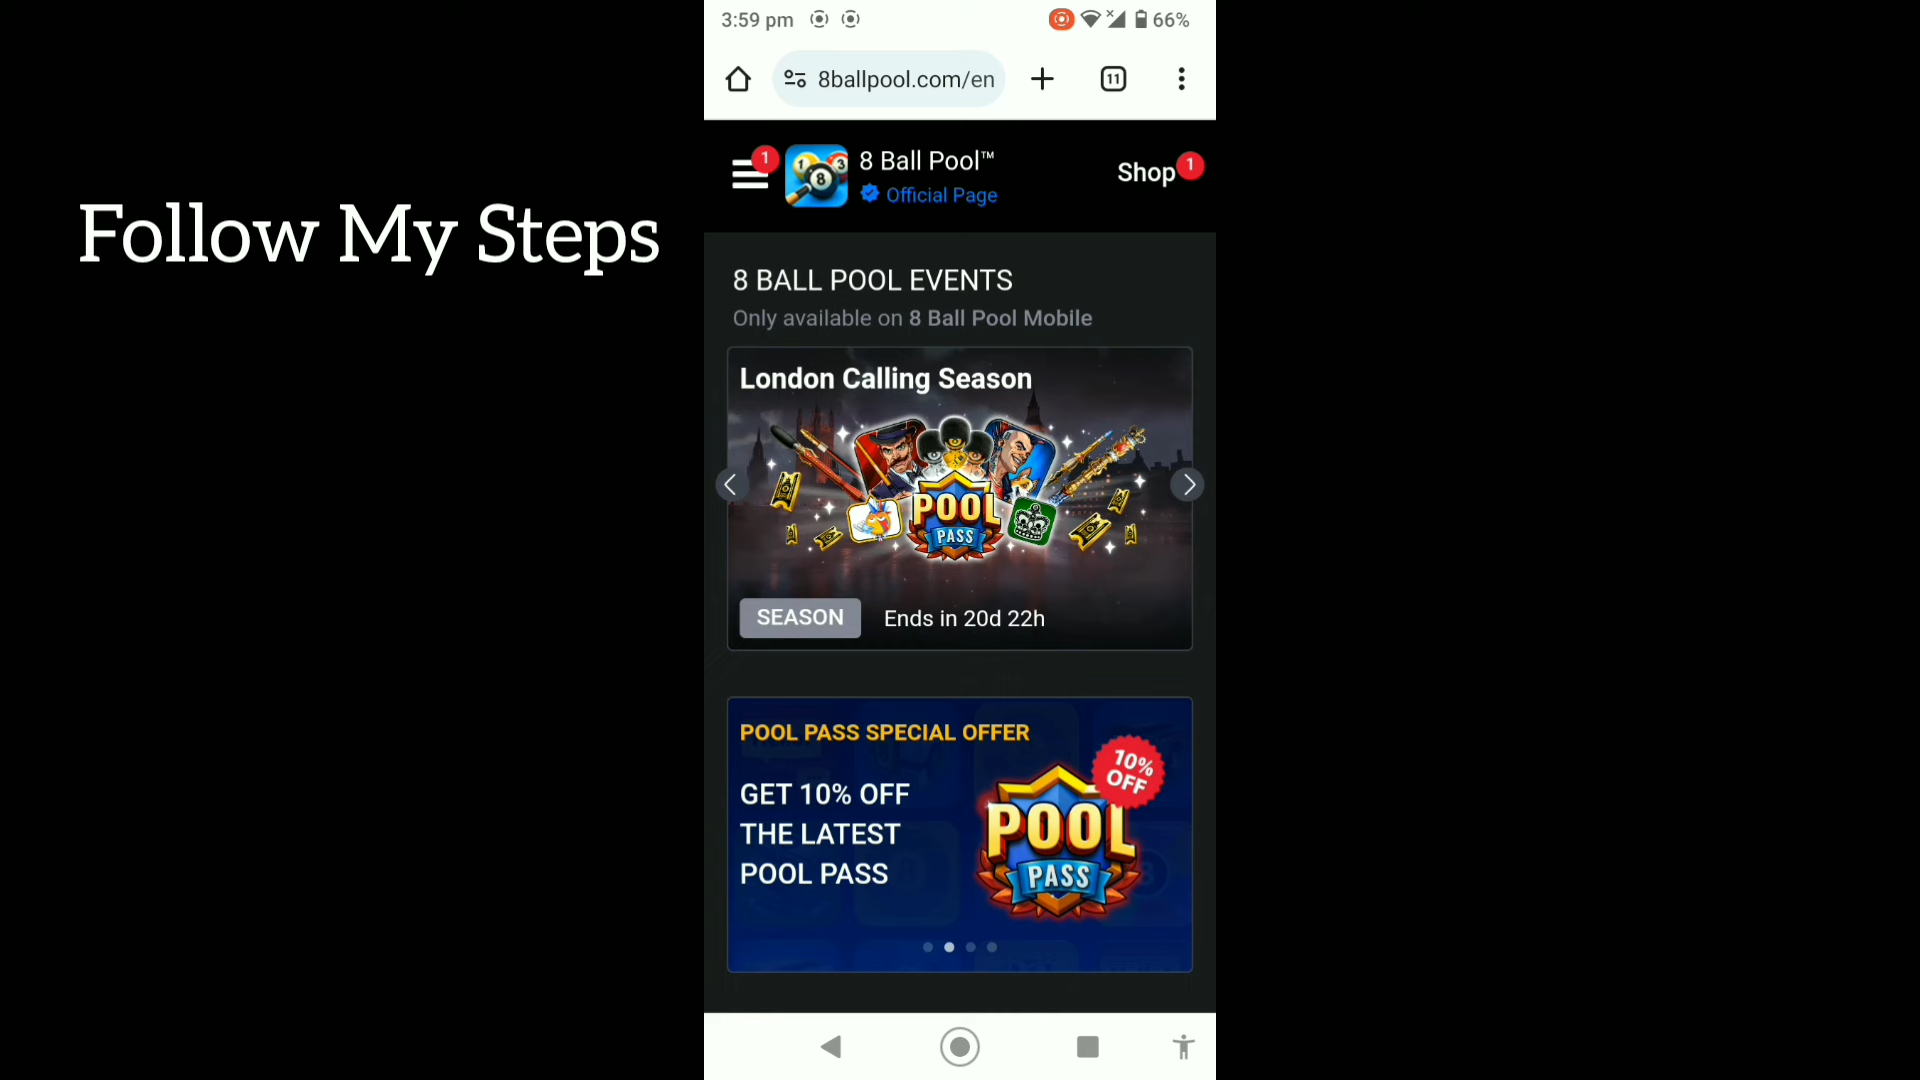 3:59 pm
66%
8ballpool.com/en
11
1
8 Ball Pool™
Official Page
Shop
1
Follow My Steps
8 BALL POOL EVENTS
Only available on 8 Ball Pool Mobile
London Calling Season
POOL
PASS
SEASON
Ends in 20d 22h
POOL PASS SPECIAL OFFER
10%
OFF
GET 10% OFF
THE LATEST
POOL PASS
POOL
PASS